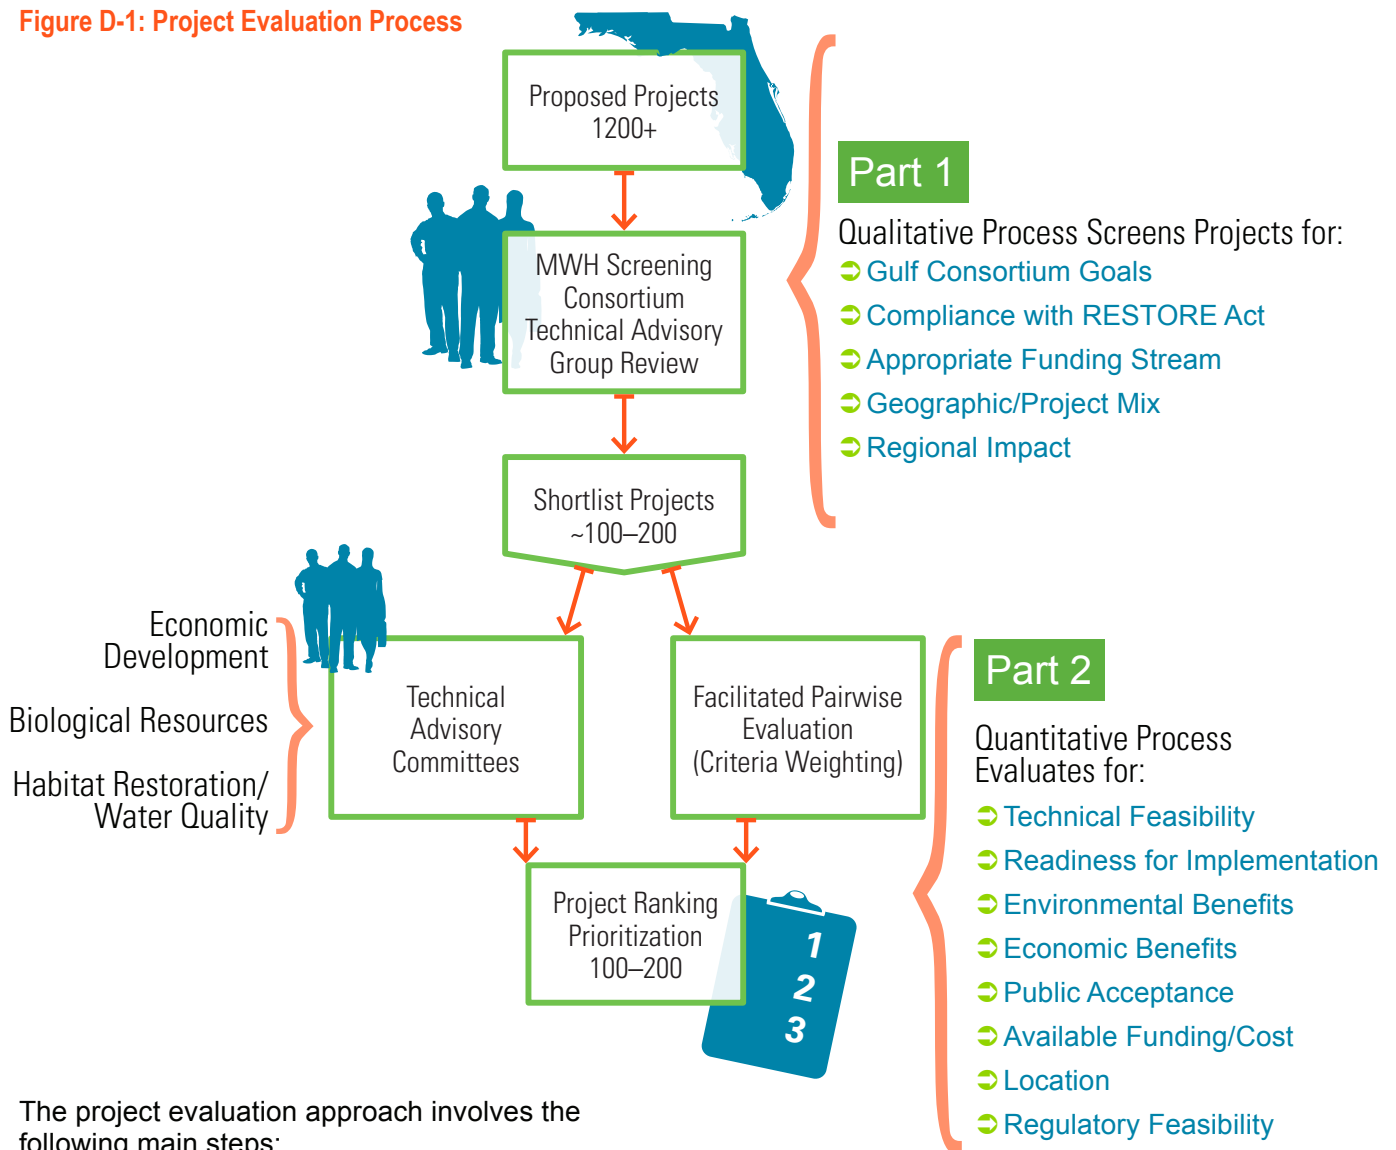 Figure D-1: Project Evaluation Process
Proposed Projects
1200+
MWH Screening
Consortium
Technical Advisory
Group Review
Shortlist Projects
~100–200
Part 1
Qualitative Process Screens Projects for:
Gulf Consortium Goals
Compliance with RESTORE Act
Appropriate Funding Stream
Geographic/Project Mix
Regional Impact
Economic
Development
Biological Resources
Habitat Restoration/
Water Quality
Technical
Advisory
Committees
Facilitated Pairwise
Evaluation
(Criteria Weighting)
Project Ranking
Prioritization
100–200
1
2
3
Part 2
Quantitative Process
Evaluates for:
Technical Feasibility
Readiness for Implementation
Environmental Benefits
Economic Benefits
Public Acceptance
Available Funding/Cost
Location
Regulatory Feasibility
The project evaluation approach involves the
following main steps: